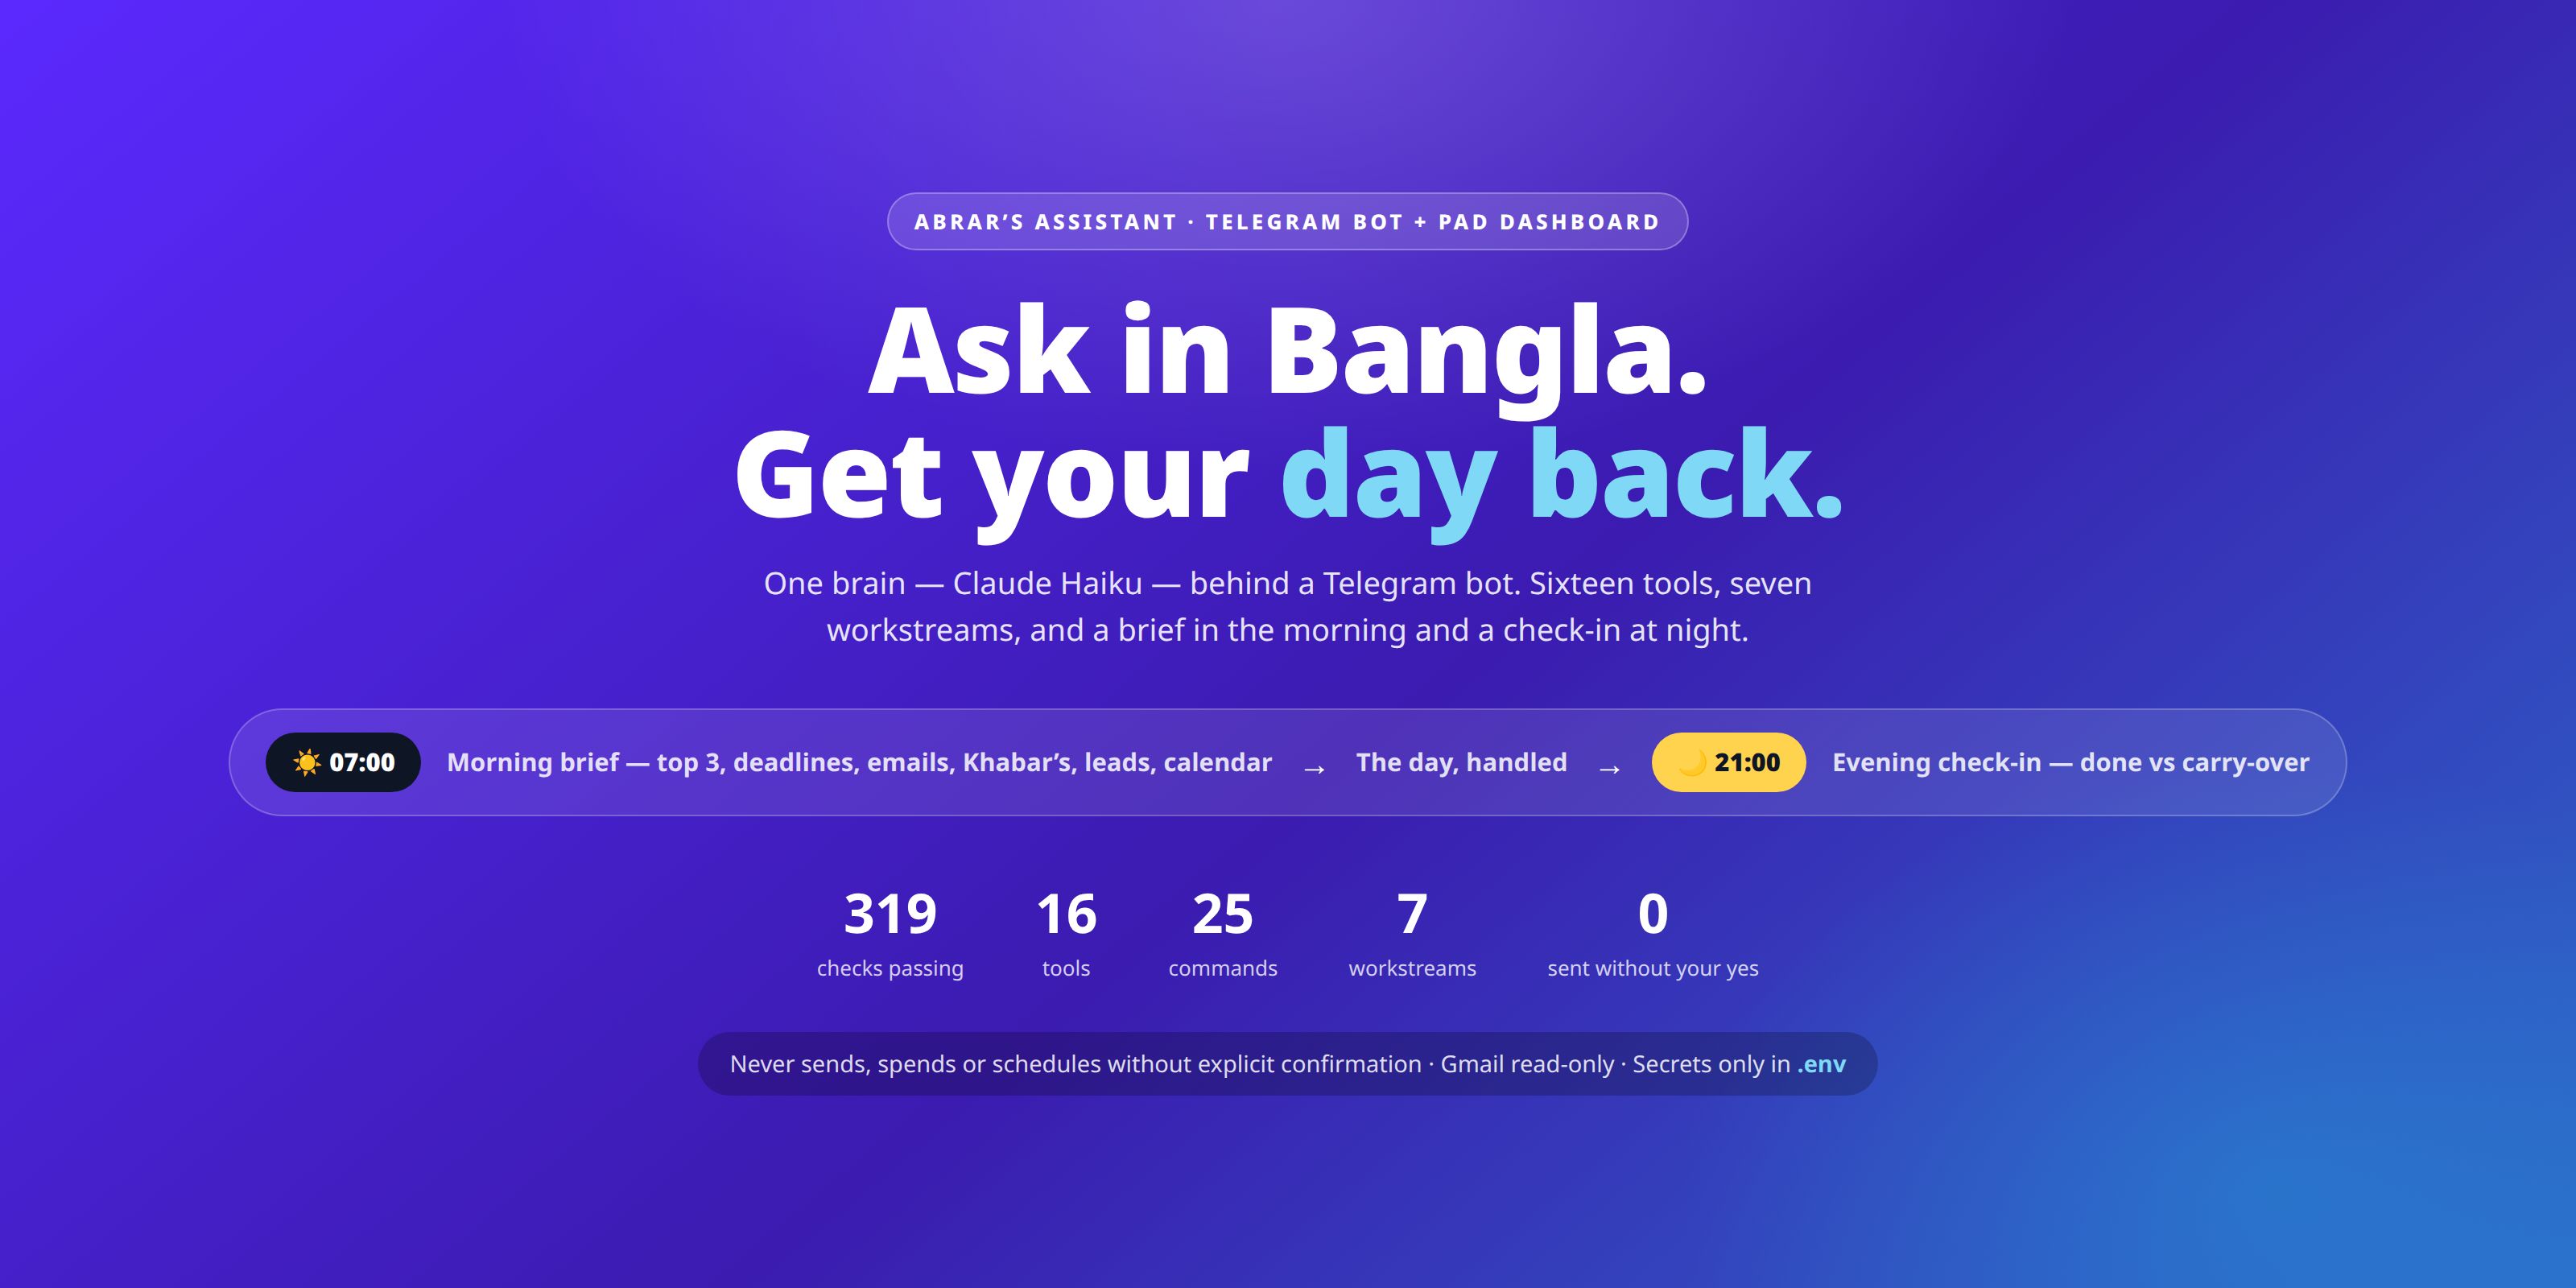 ABRAR’S ASSISTANT · TELEGRAM BOT + PAD DASHBOARD
Ask in Bangla.
Get your day back.
One brain — Claude Haiku — behind a Telegram bot. Sixteen tools, seven
workstreams, and a brief in the morning and a check-in at night.
☀️ 07:00 Morning brief — top 3, deadlines, emails, Khabar’s, leads, calendar → The day, handled → 🌙 21:00 Evening check-in — done vs carry-over
319 16 25 7 0
checks passing tools commands workstreams sent without your yes
Never sends, spends or schedules without explicit confirmation · Gmail read-only · Secrets only in .env